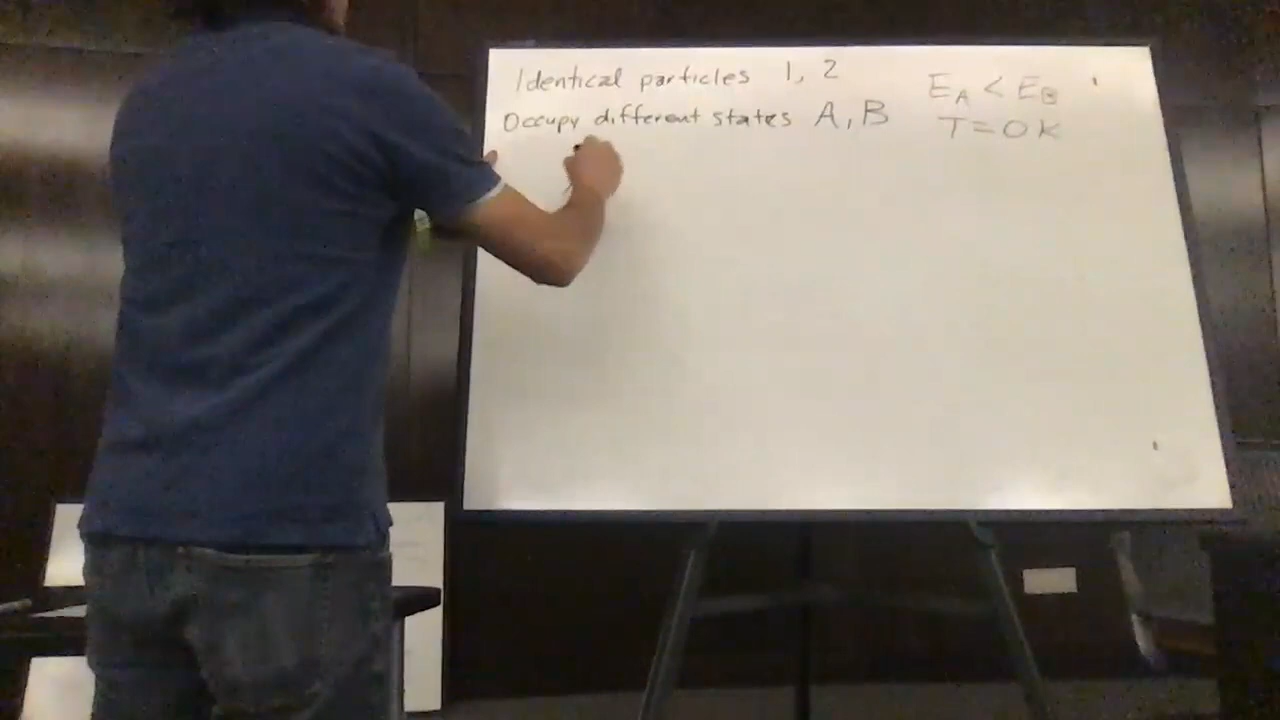 Identical particles 1, 2
Occupy different states A, B
E_A < E_B
T = 0 K